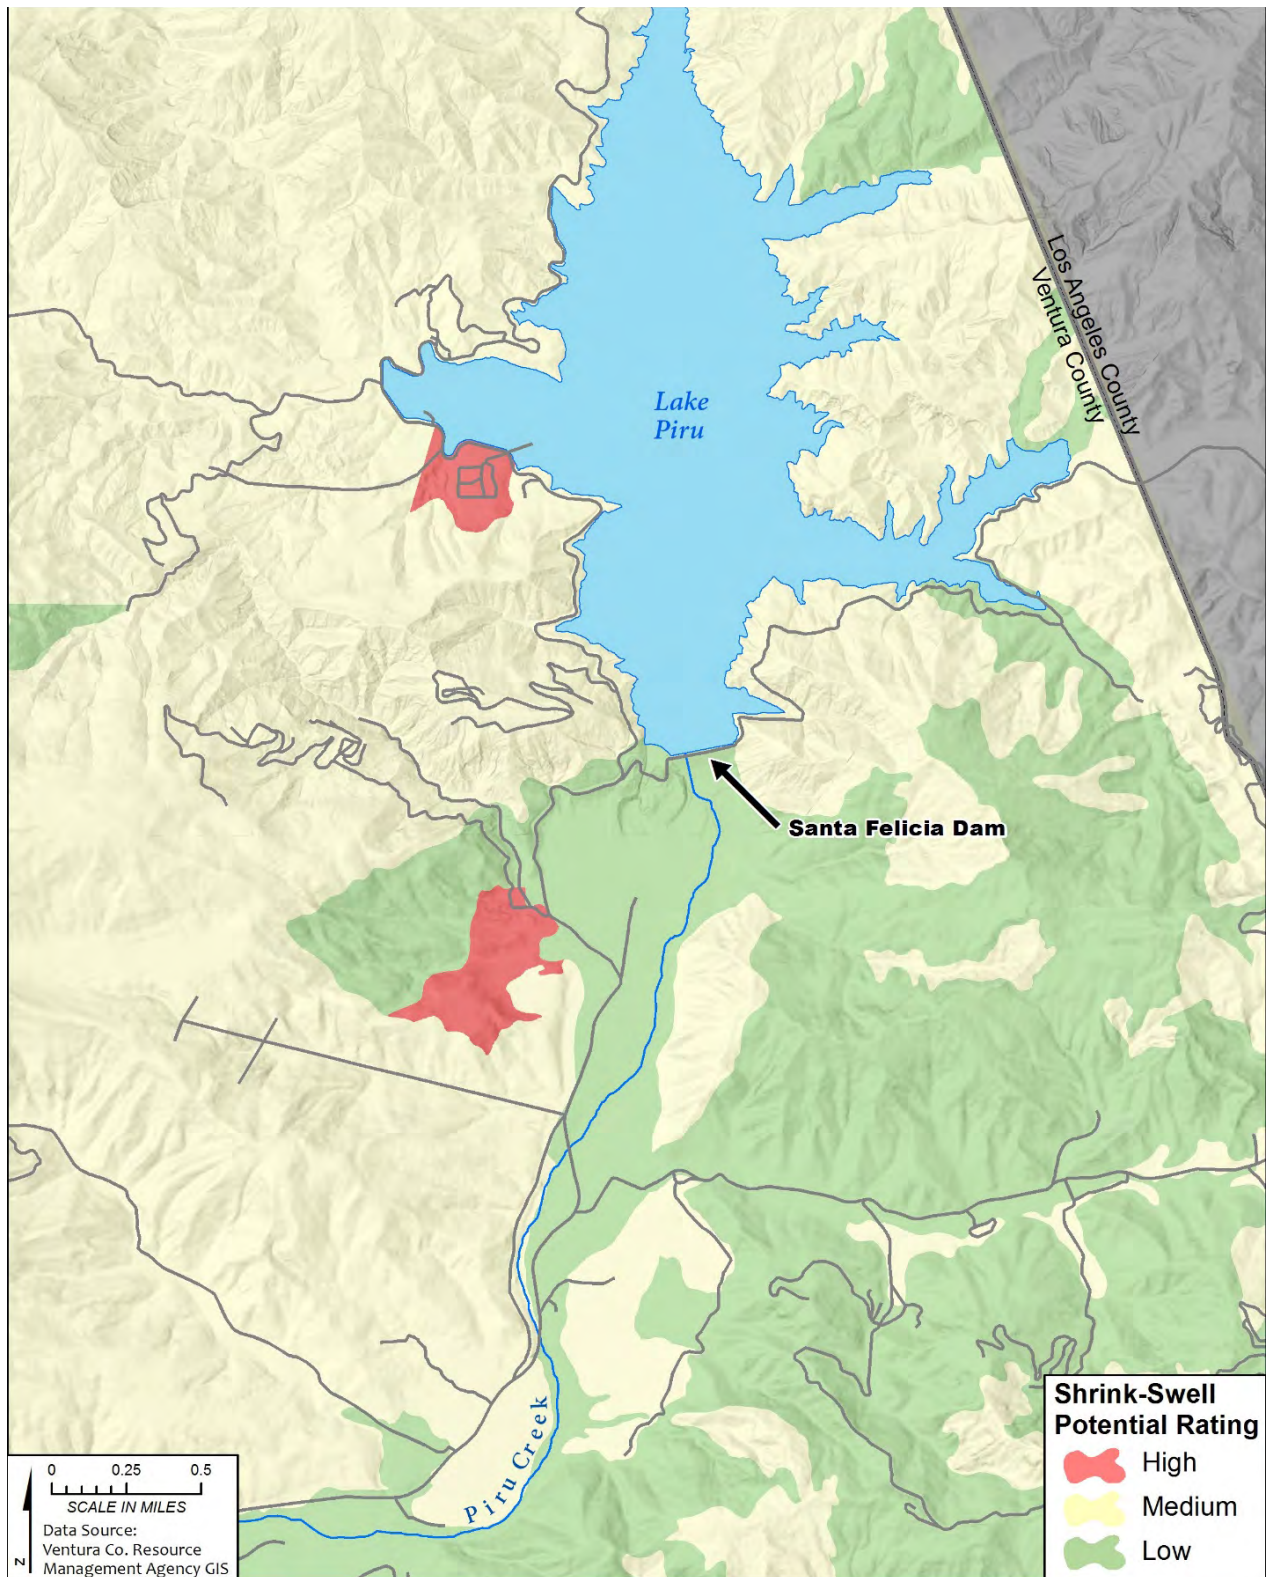 Los Angeles County
Ventura County
Lake
Piru
Santa Felicia Dam
Piru Creek
Shrink-Swell
Potential Rating
High
Medium
Low
0 0.25 0.5
SCALE IN MILES
N
Data Source:
Ventura Co. Resource
Management Agency GIS